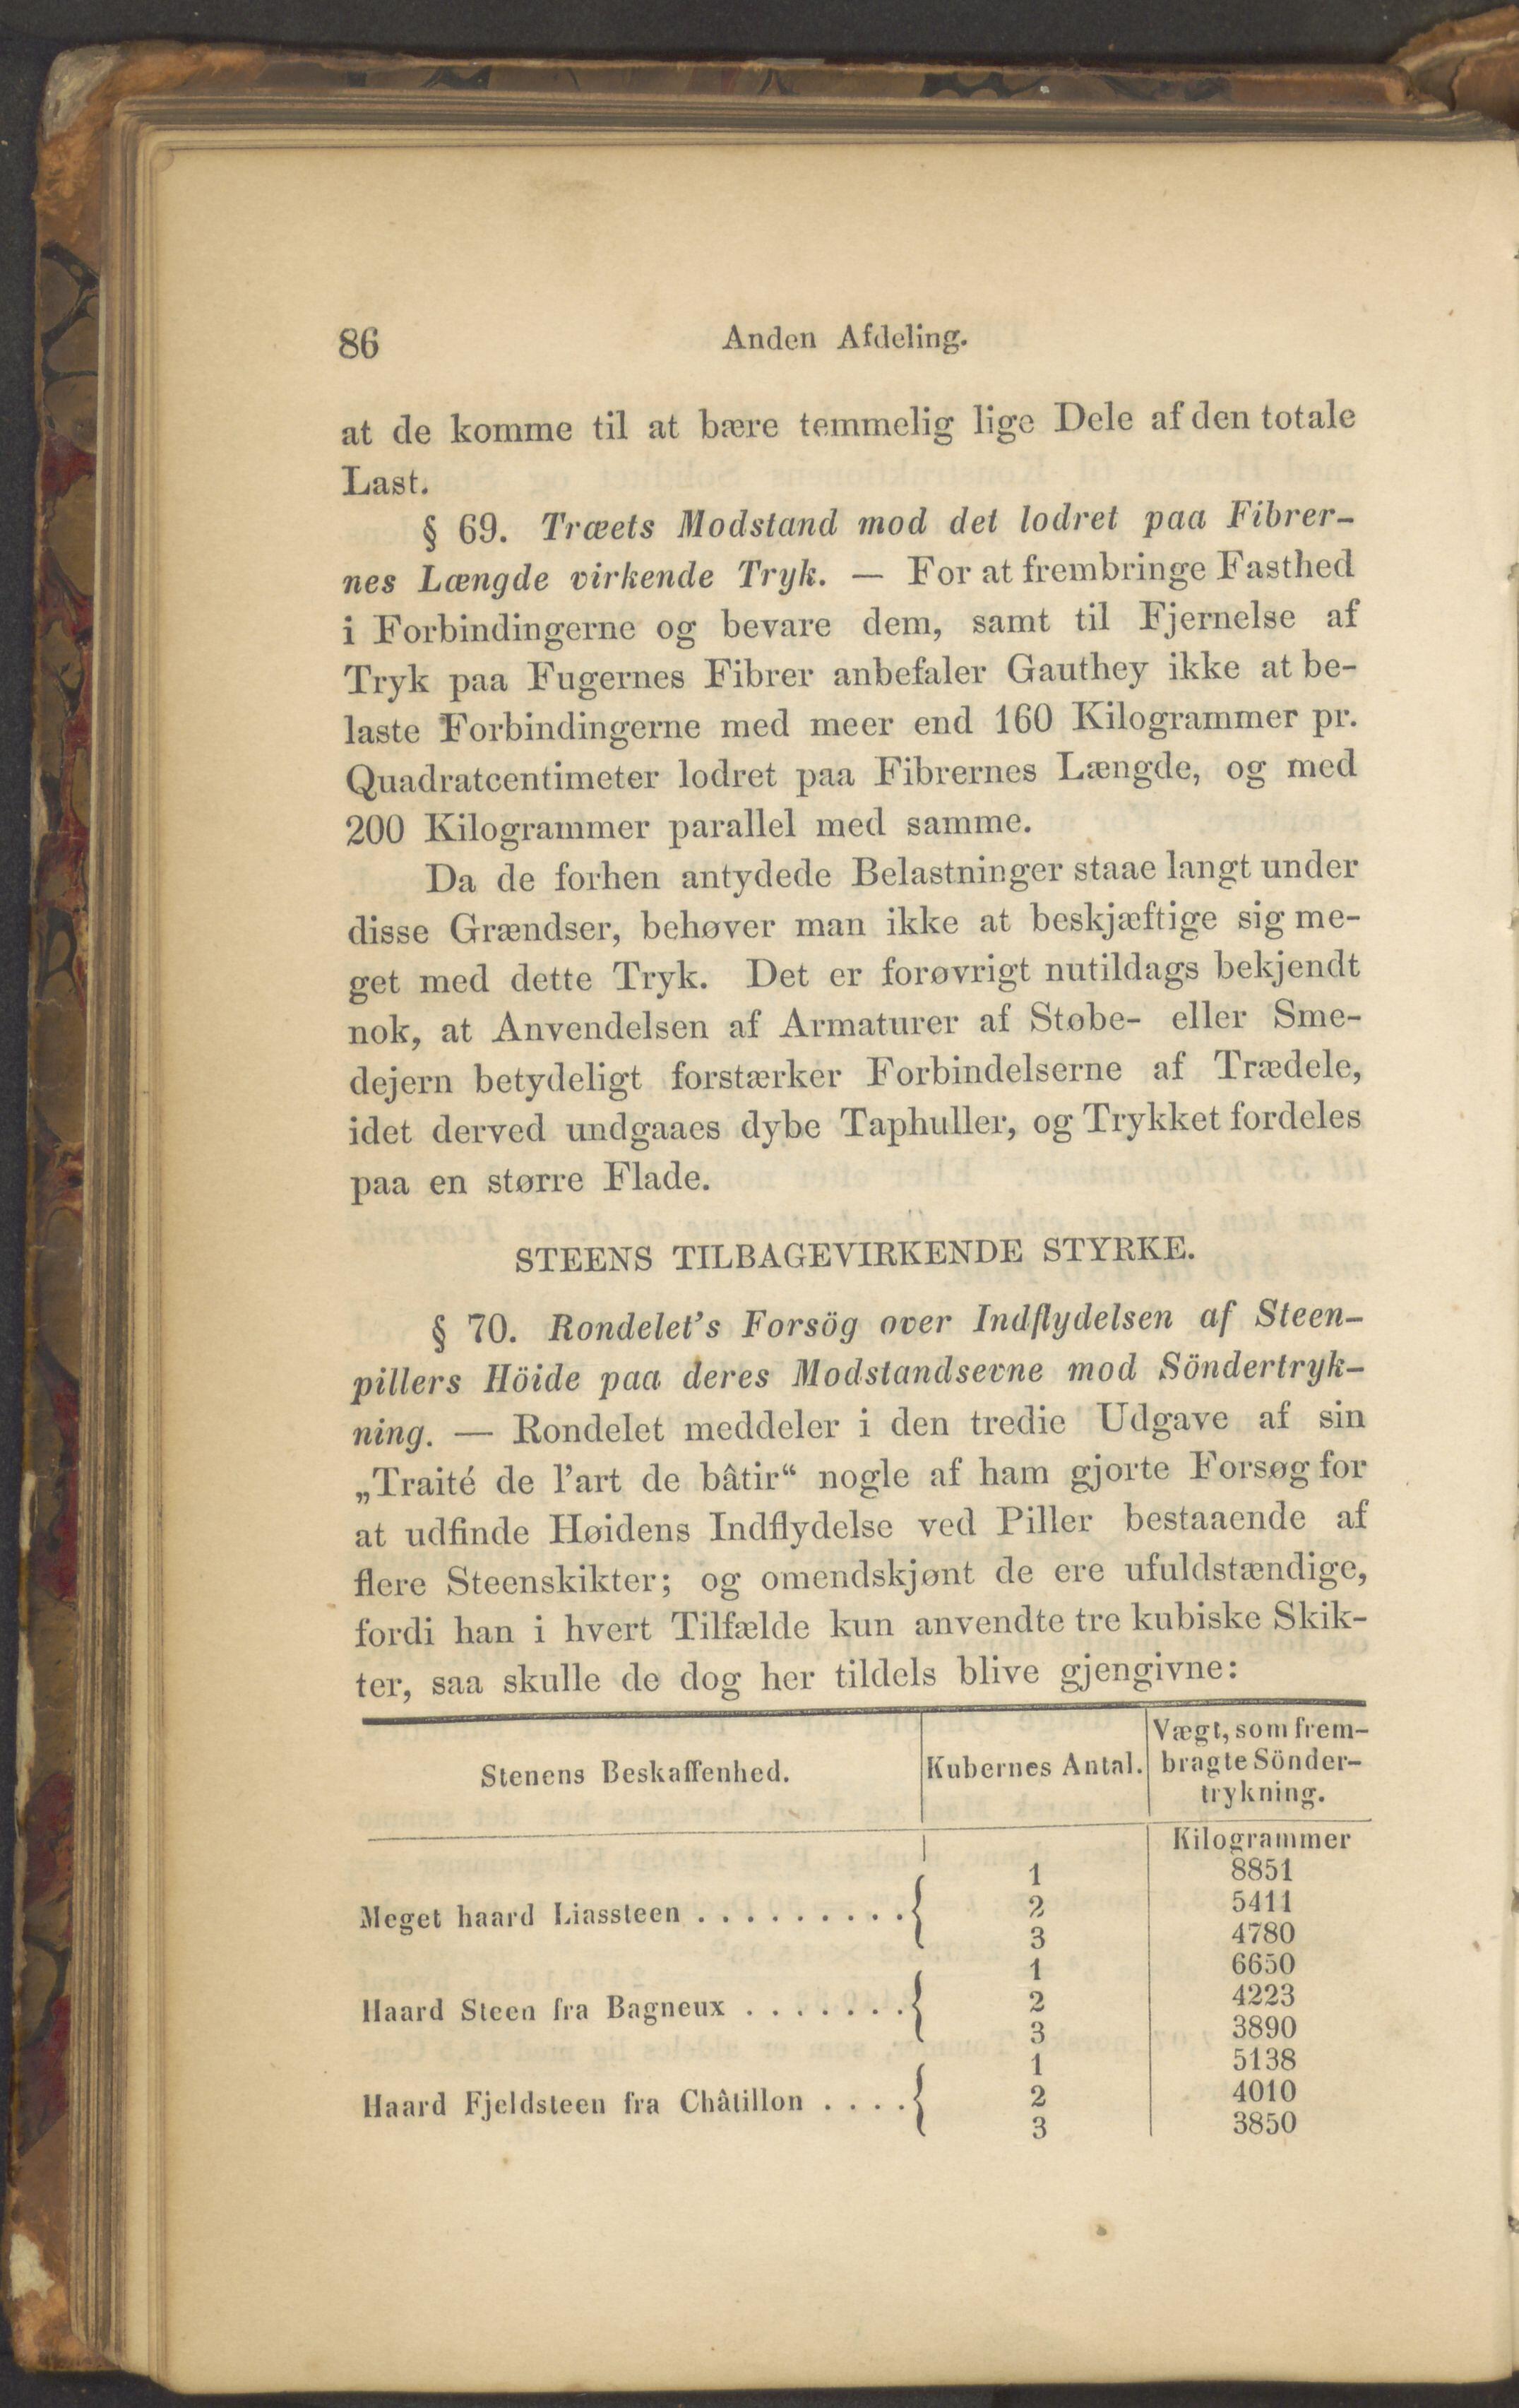 86 Anden Afdeling.
at de komme til at bære temmelig lige Dele af den totale
Last.
§ 69. Træets Modstand mod det lodret paa Fibrer-
nes Længde virkende Tryk. — For at frembringe Fasthed
i Forbindingerne og bevare dem, samt til Fjernelse af
Tryk paa Fugernes Fibrer anbefaler Gauthey ikke at be-
laste Forbindingerne med meer end 160 Kilogrammer pr.
Quadratcentimeter lodret paa Fibrernes Længde, og med
200 Kilogrammer parallel med samme.
Da de forhen antydede Belastninger staae langt under
disse Grændser, behøver man ikke at beskjæftige sig me-
get med dette Tryk. Det er forøvrigt nutildags bekjendt
nok, at Anvendelsen af Armaturer af Støbe- eller Sme-
dejern betydeligt forstærker Forbindelserne af Trædele,
idet derved undgaaes dybe Taphuller, og Trykket fordeles
paa en større Flade.
STEENS TILBAGEVIRKENDE STYRKE.
§ 70. Rondelet's Forsög over Indflydelsen af Steen-
pillers Höide paa deres Modstandsevne mod Söndertryk-
ning. — Rondelet meddeler i den tredie Udgave af sin
„Traité de l'art de bâtir“ nogle af ham gjorte Forsøg for
at udfinde Høidens Indflydelse ved Piller bestaaende af
flere Steenskikter; og omendskjønt de ere ufuldstændige,
fordi han i hvert Tilfælde kun anvendte tre kubiske Skik-
ter, saa skulle de dog her tildels blive gjengivne:
Stenens Beskaffenhed. Kubernes Antal. Vægt, som frem-
bragte Sönder-
trykning.
Kilogrammer
1 8851
Meget haard Liassteen . . . . . . . . . { 2 5411
3 4780
1 6650
Haard Steen fra Bagneux . . . . . . . { 2 4223
3 3890
1 5138
Haard Fjeldsteen fra Châtillon . . . . { 2 4010
3 3850